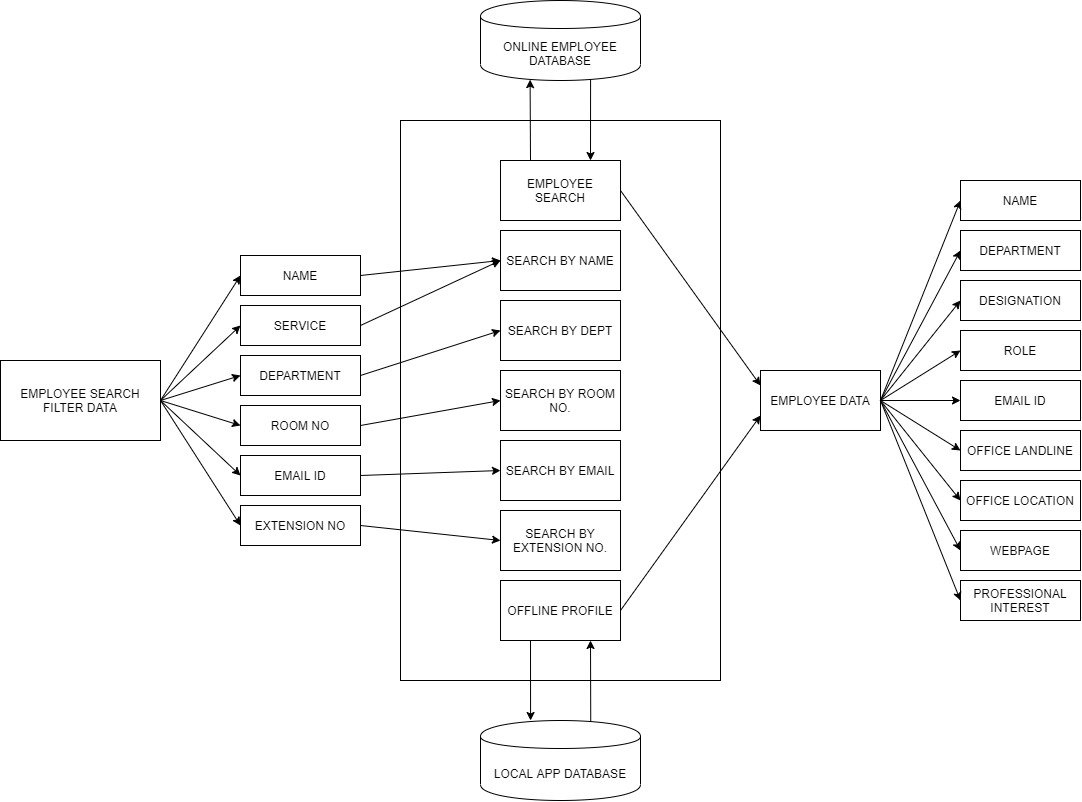 ONLINE EMPLOYEE
DATABASE
EMPLOYEE SEARCH
FILTER DATA
NAME
SERVICE
DEPARTMENT
ROOM NO
EMAIL ID
EXTENSION NO
EMPLOYEE
SEARCH
SEARCH BY NAME
SEARCH BY DEPT
SEARCH BY ROOM
NO.
SEARCH BY EMAIL
SEARCH BY
EXTENSION NO.
OFFLINE PROFILE
LOCAL APP DATABASE
EMPLOYEE DATA
NAME
DEPARTMENT
DESIGNATION
ROLE
EMAIL ID
OFFICE LANDLINE
OFFICE LOCATION
WEBPAGE
PROFESSIONAL
INTEREST